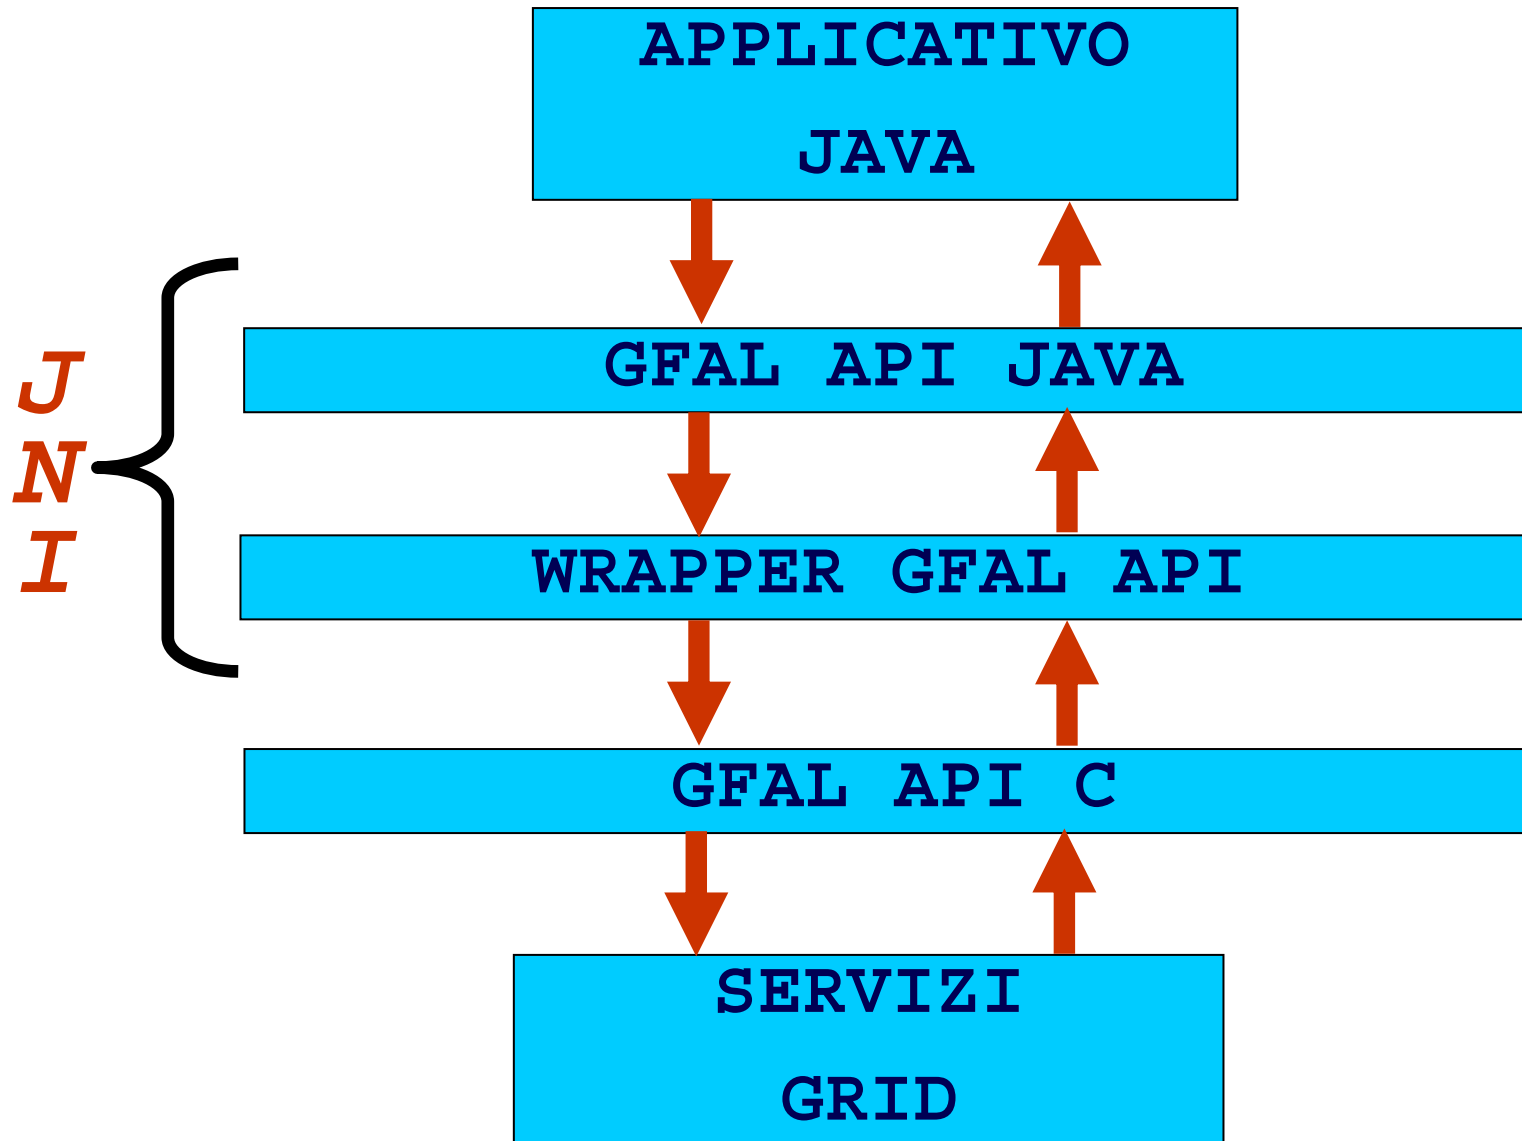 APPLICATIVO
JAVA
GFAL API JAVA
J
N
I
WRAPPER GFAL API
GFAL API C
SERVIZI
GRID